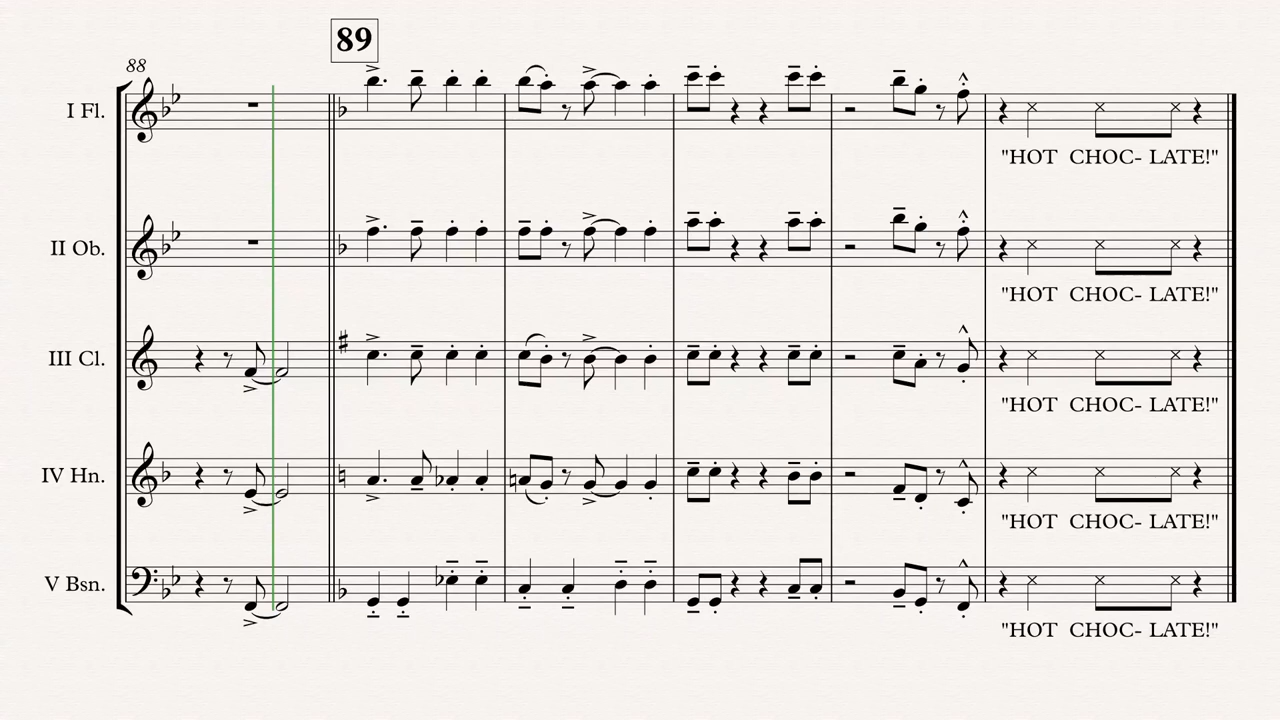 89
88
I Fl.
"HOT CHOC- LATE!"
II Ob.
"HOT CHOC- LATE!"
III Cl.
"HOT CHOC- LATE!"
IV Hn.
"HOT CHOC- LATE!"
V Bsn.
"HOT CHOC- LATE!"